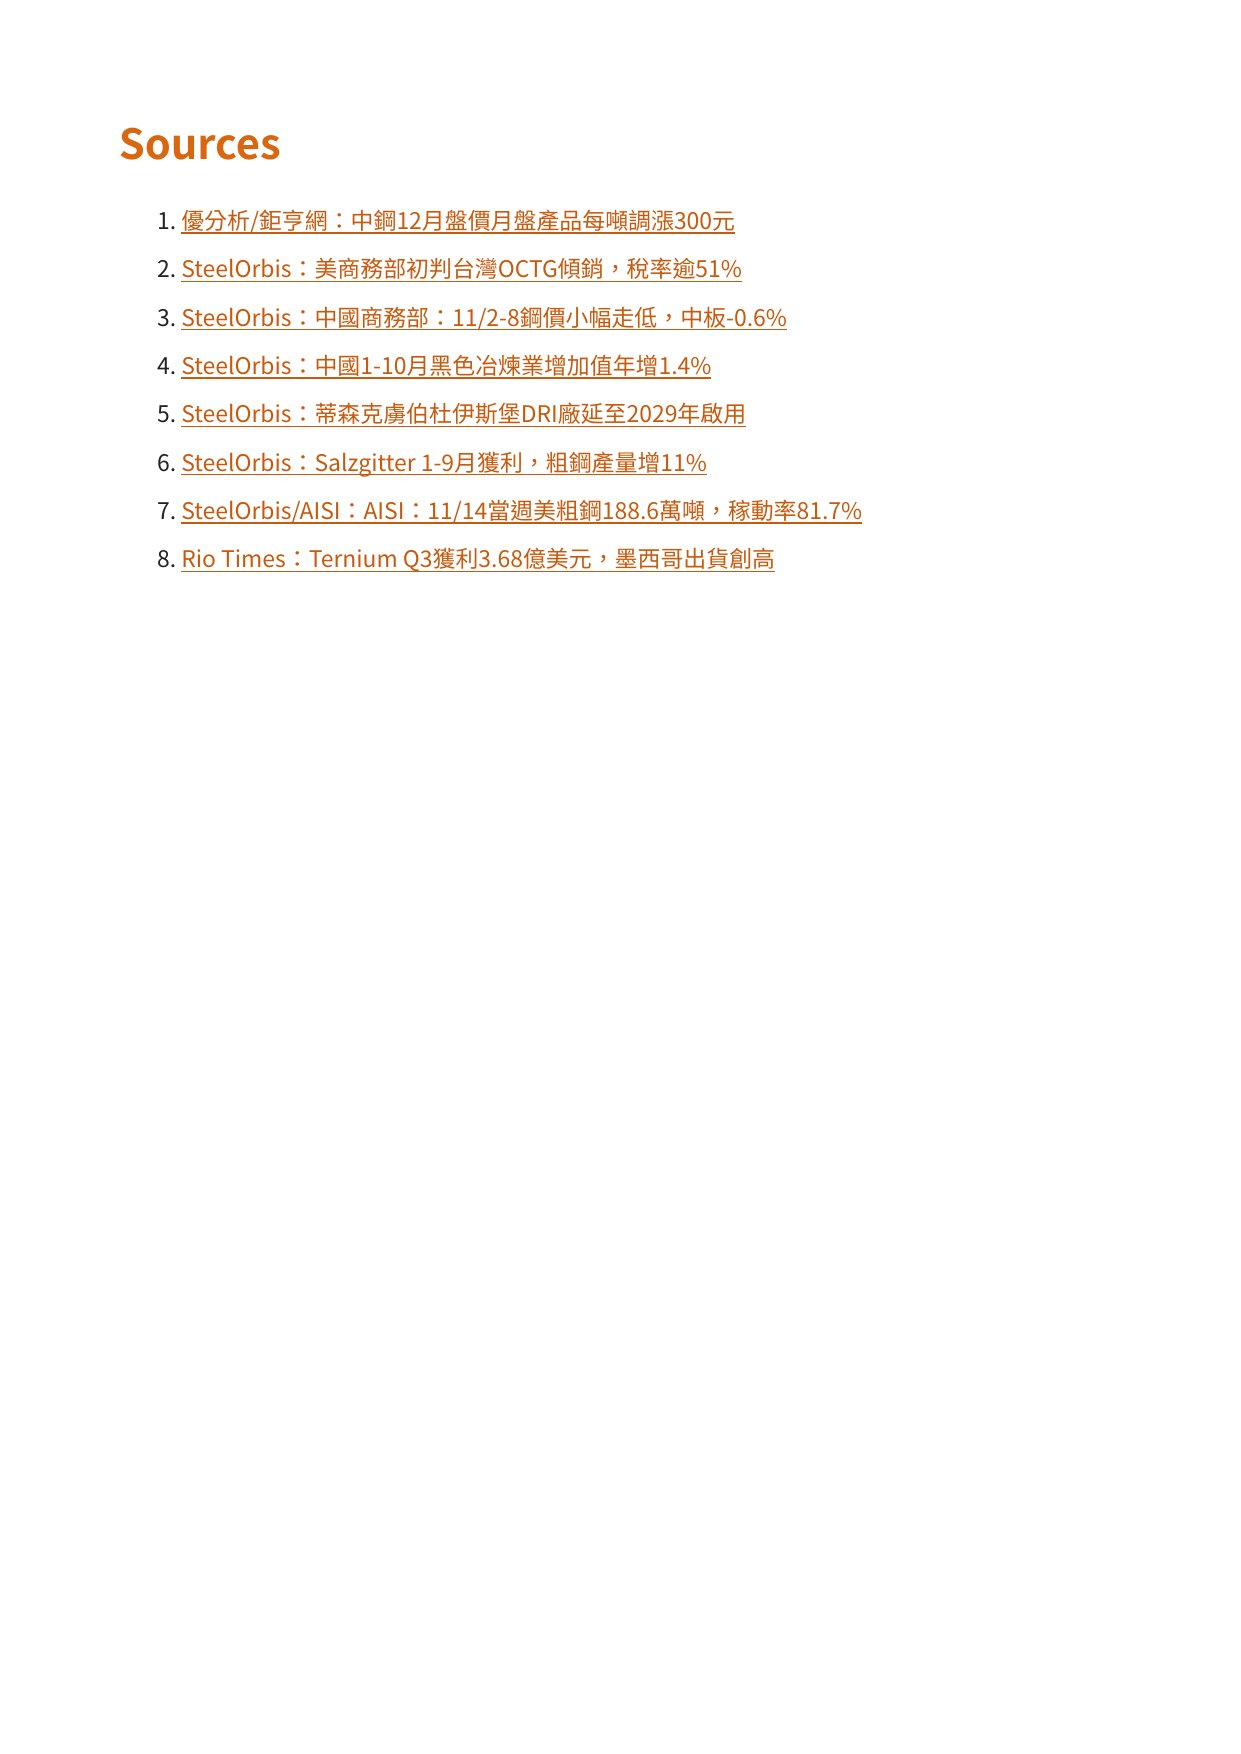 Sources
1. 優分析/鉅亨網：中鋼12月盤價月盤產品每噸調漲300元
2. SteelOrbis：美商務部初判台灣OCTG傾銷，稅率逾51%
3. SteelOrbis：中國商務部：11/2-8鋼價小幅走低，中板-0.6%
4. SteelOrbis：中國1-10月黑色冶煉業增加值年增1.4%
5. SteelOrbis：蒂森克虜伯杜伊斯堡DRI廠延至2029年啟用
6. SteelOrbis：Salzgitter 1-9月獲利，粗鋼產量增11%
7. SteelOrbis/AISI：AISI：11/14當週美粗鋼188.6萬噸，稼動率81.7%
8. Rio Times：Ternium Q3獲利3.68億美元，墨西哥出貨創高